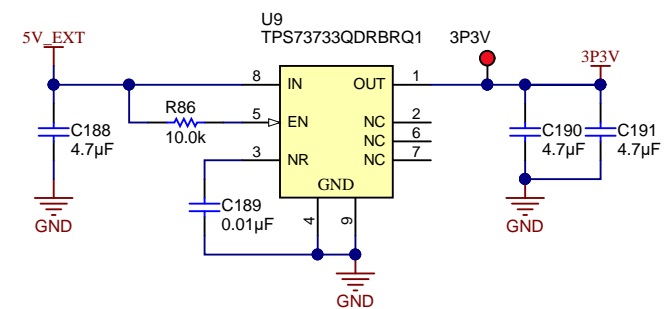 U9
TPS73733QDRBRQ1
5V_EXT
3P3V
3P3V
8
IN
OUT
1
R86
10.0k
5
EN
NC
2
NC
6
NC
7
3
NR
GND
4
9
C188
4.7µF
C189
0.01µF
C190
4.7µF
C191
4.7µF
GND
GND
GND